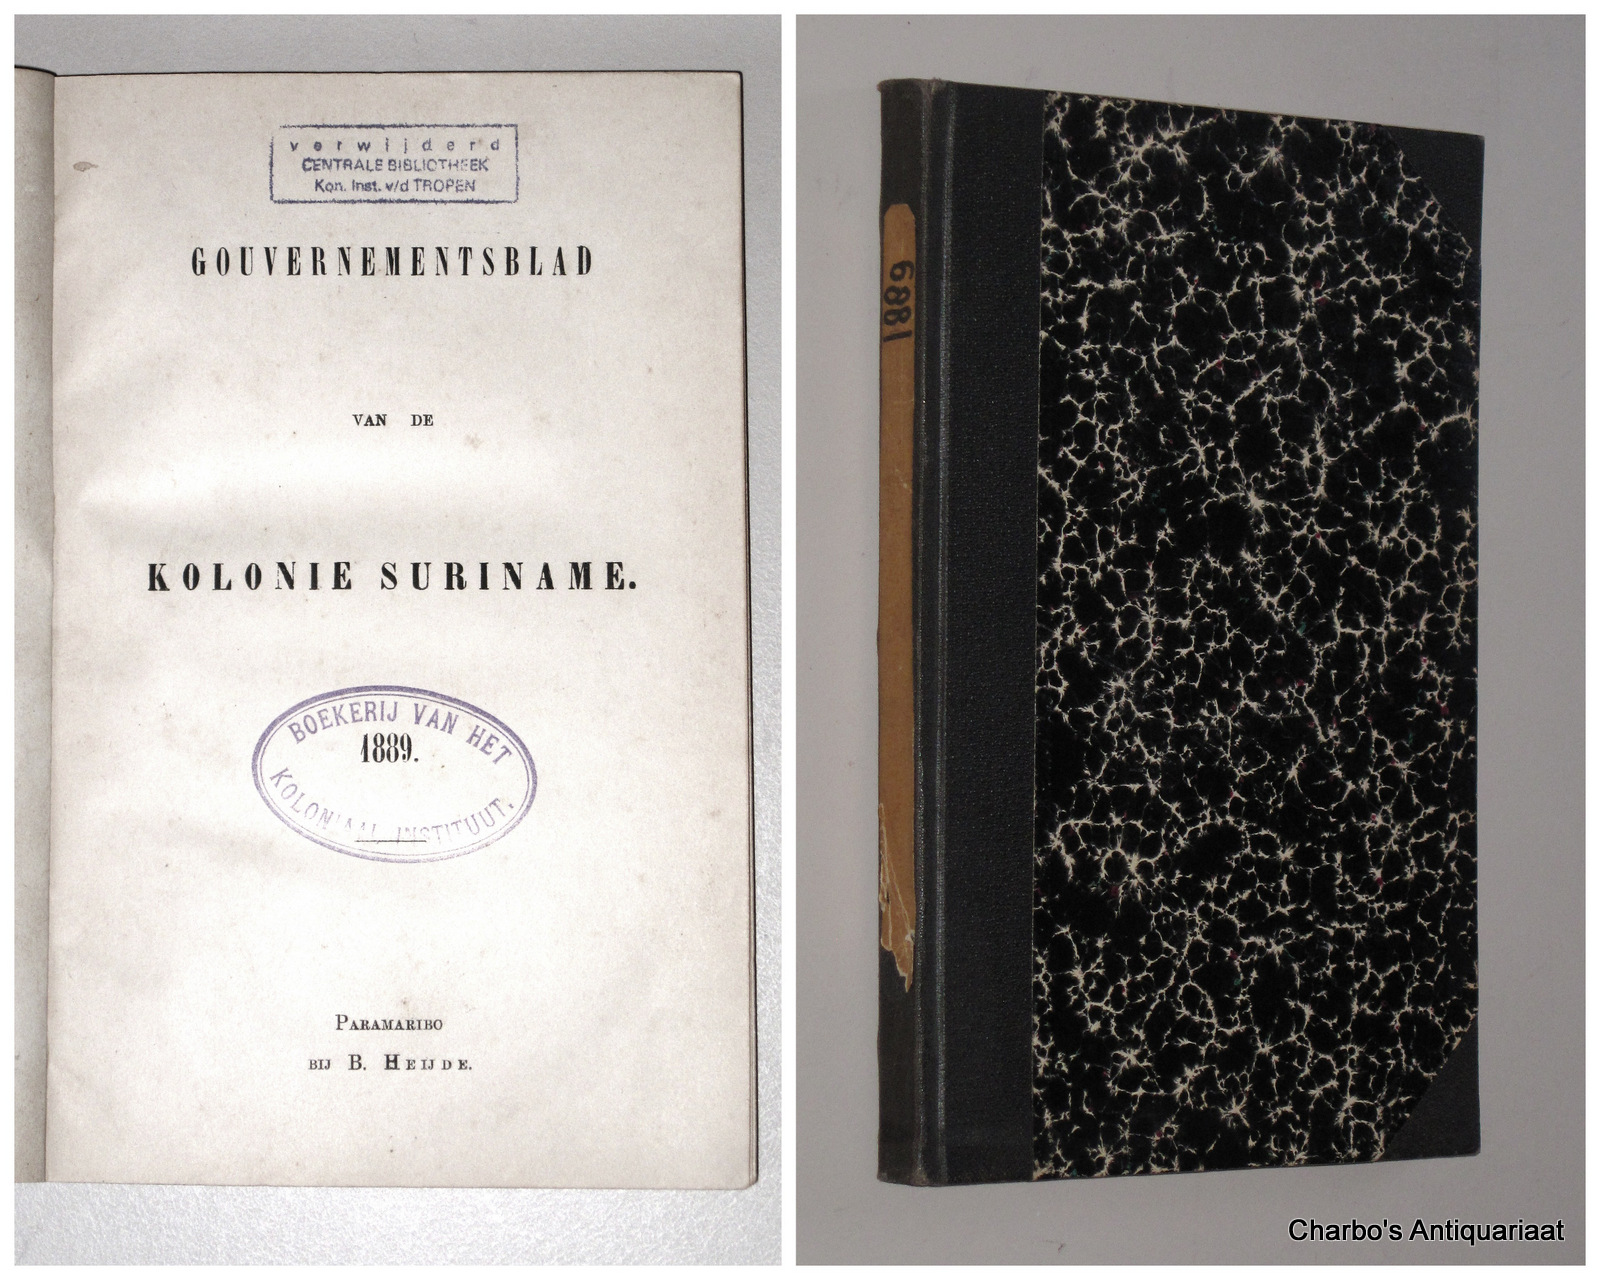 verwijderd
CENTRALE BIBLIOTHEEK
Kon. Inst. v/d TROPEN
GOUVERNEMENTSBLAD
VAN DE
KOLONIE SURINAME.
BOEKERIJ VAN HET
1889.
KOLONIAAL INSTITUUT.
PARAMARIBO
BIJ B. HEIJDE.
1889
Charbo's Antiquariaat